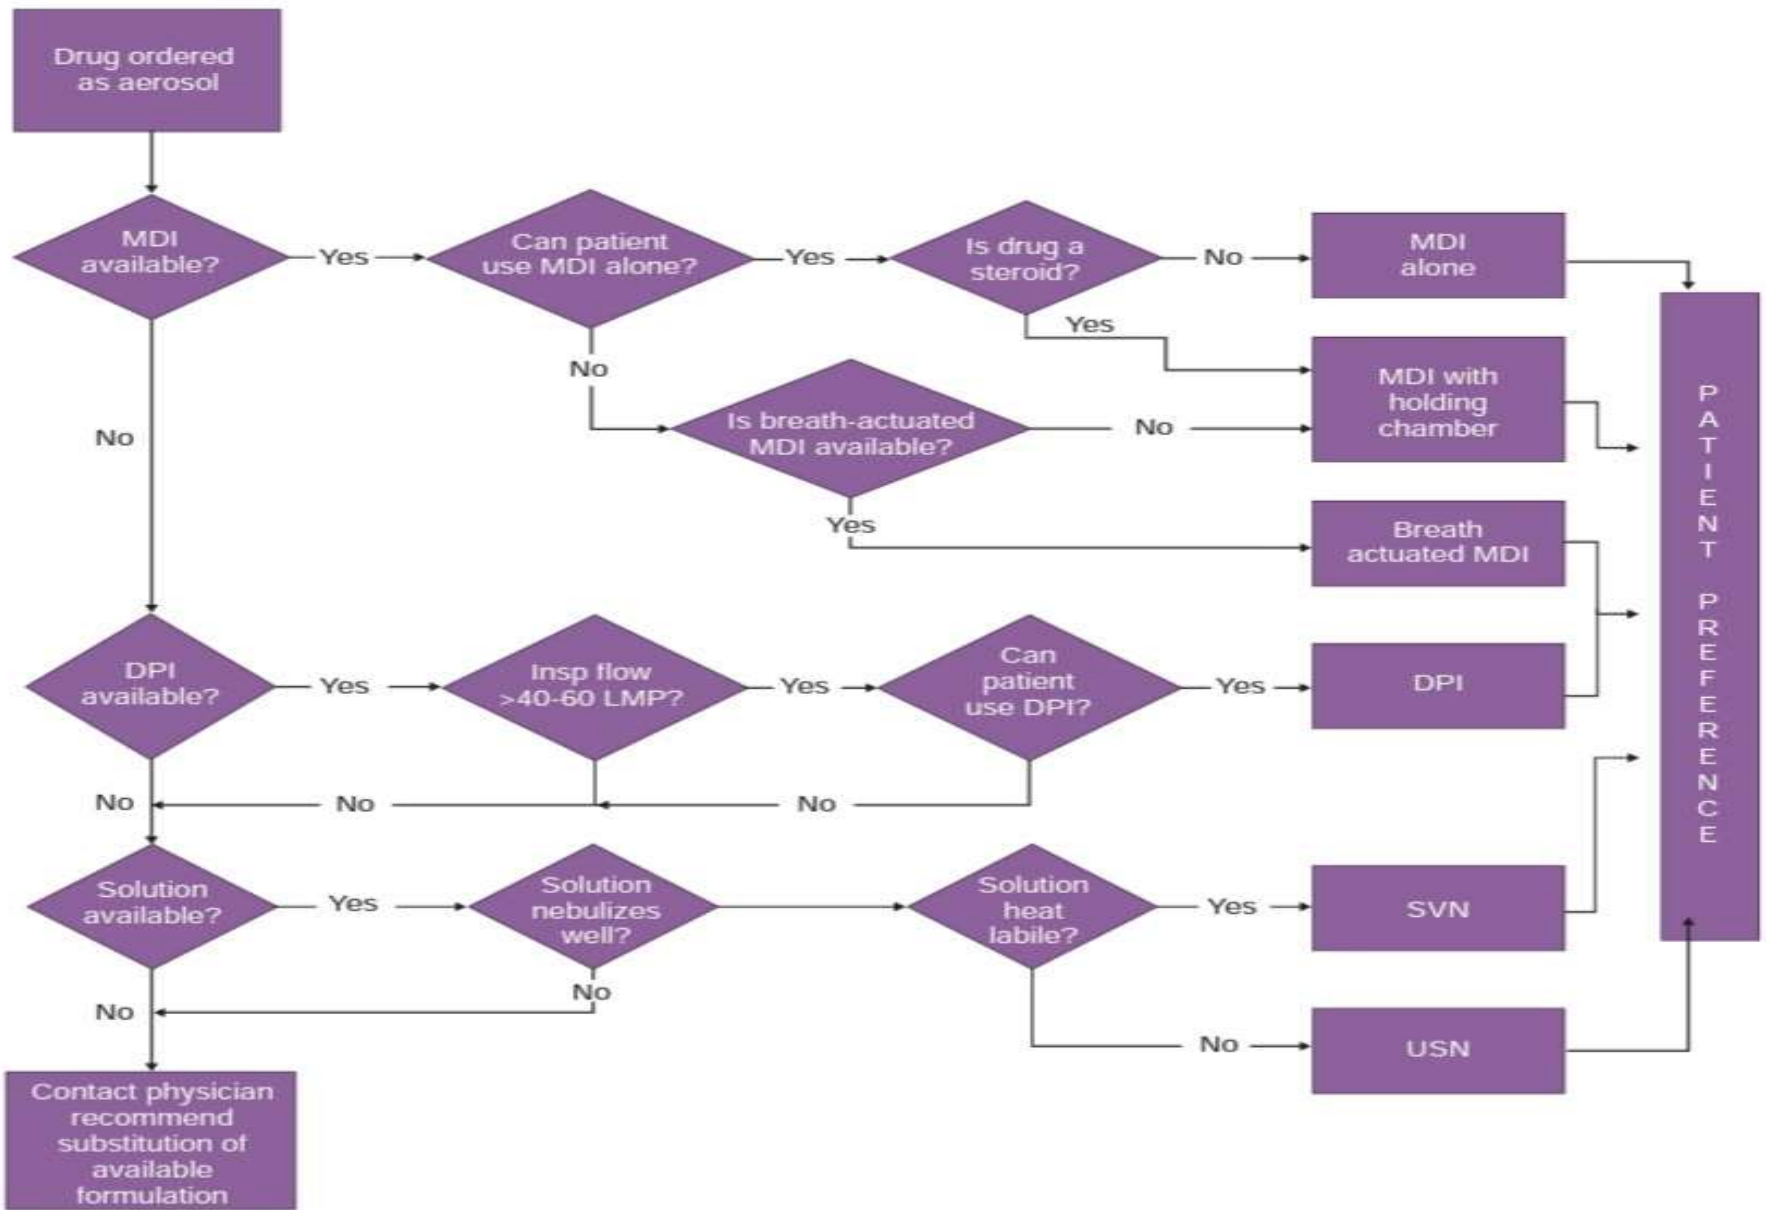 Drug ordered
as aerosol
MDI
available?
Yes
Can patient
use MDI alone?
Yes
Is drug a
steroid?
No
MDI
alone
Yes
No
Is breath-actuated
MDI available?
No
MDI with
holding
chamber
No
Yes
Breath
actuated MDI
DPI
available?
Yes
Insp flow
>40-60 LMP?
Yes
Can
patient
use DPI?
Yes
DPI
No
No
No
Solution
available?
Yes
Solution
nebulizes
well?
Solution
heat
labile?
Yes
SVN
No
No
No
USN
Contact physician
recommend
substitution of
available
formulation
PATIENT PREFERENCE